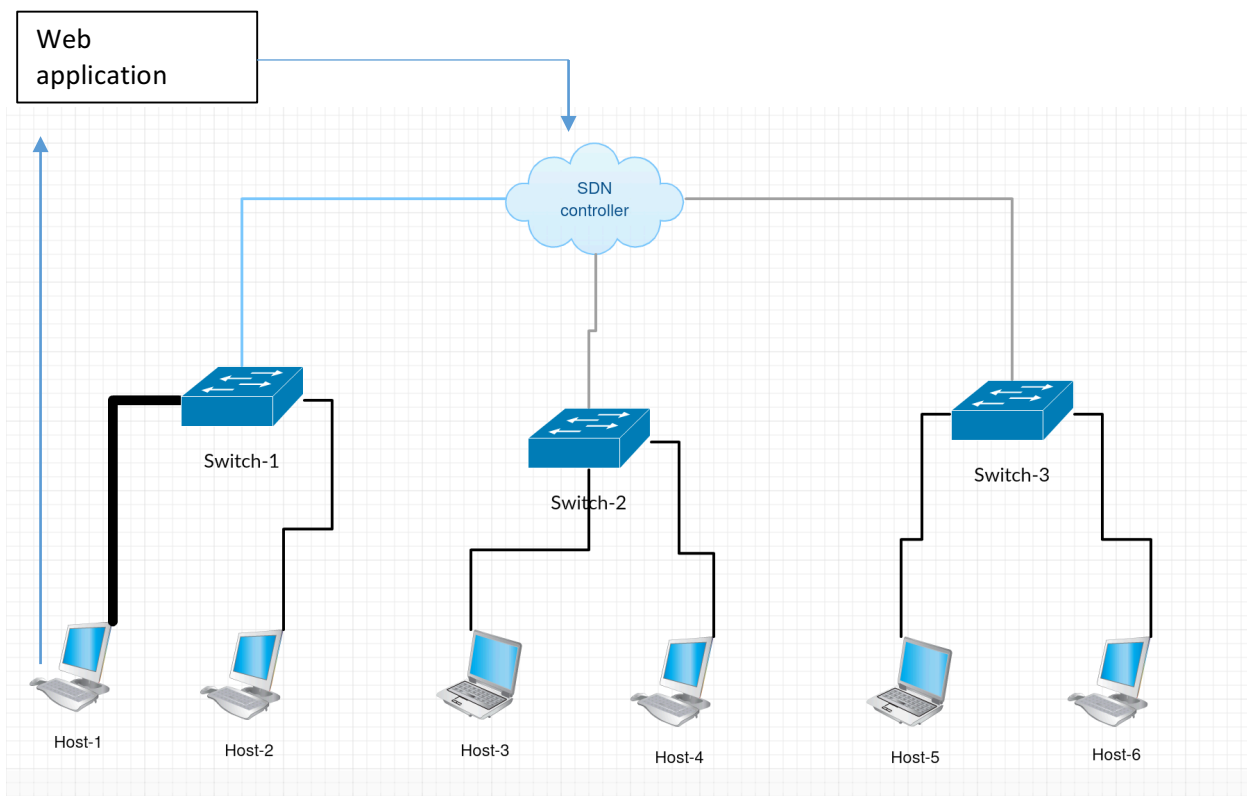 Web
application
SDN
controller
Switch-1
Switch-2
Switch-3
Host-1
Host-2
Host-3
Host-4
Host-5
Host-6